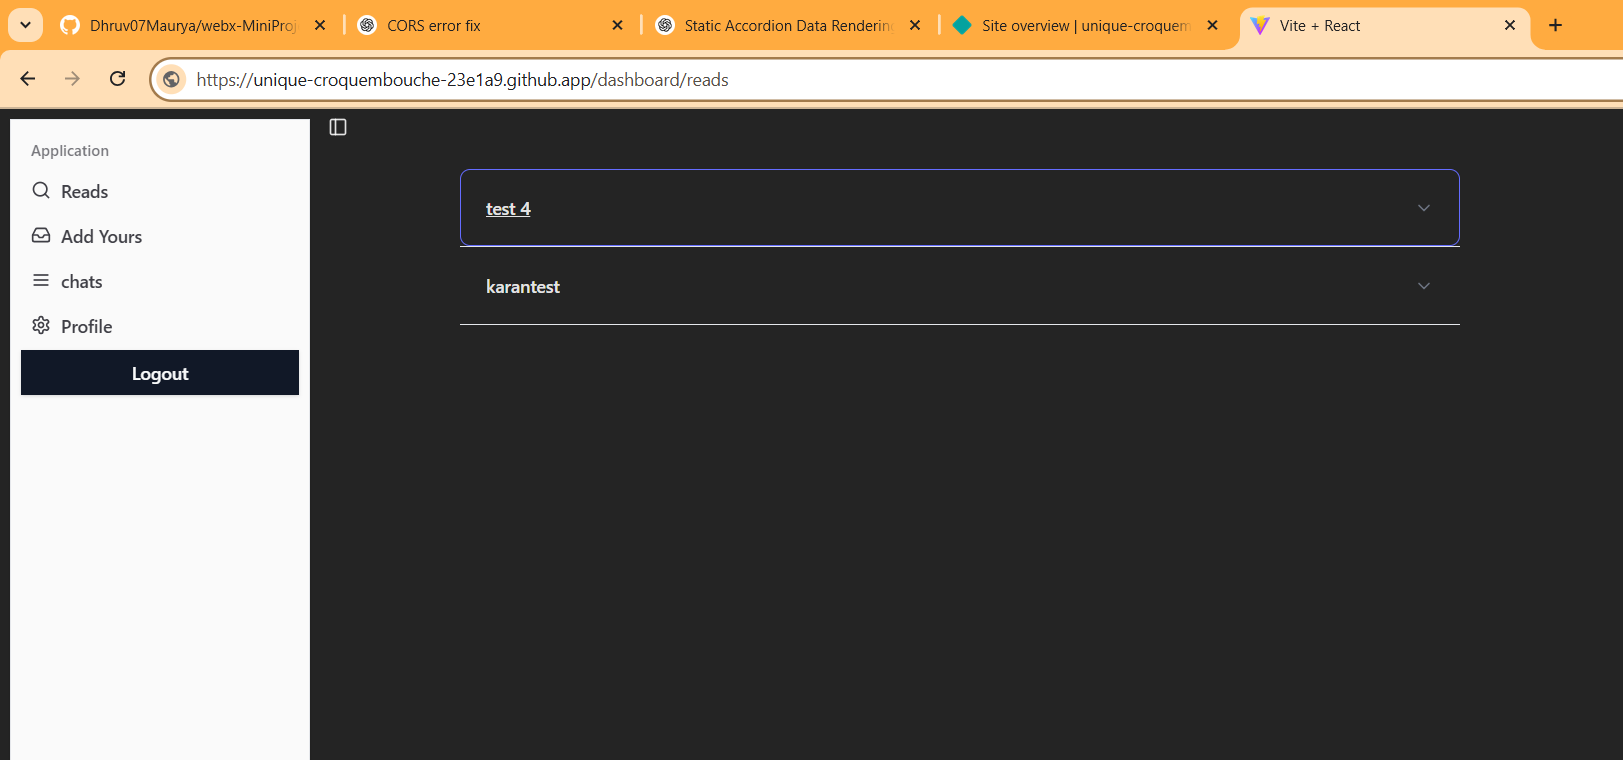 Dhruv07Maurya/webx-MiniProj
CORS error fix
Static Accordion Data Rendering
Site overview | unique-croquem
Vite + React
https://unique-croquembouche-23e1a9.github.app/dashboard/reads
Application
Reads
Add Yours
chats
Profile
Logout
test 4
karantest